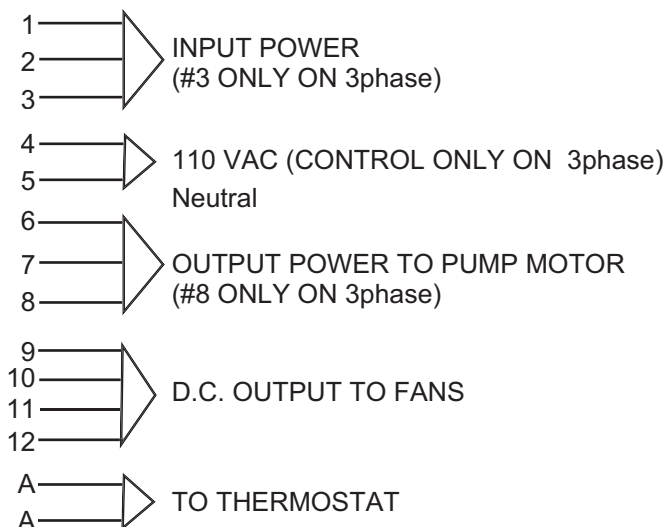 1
2
3
INPUT POWER
(#3 ONLY ON 3phase)
4
5
110 VAC (CONTROL ONLY ON 3phase)
Neutral
6
7
8
OUTPUT POWER TO PUMP MOTOR
(#8 ONLY ON 3phase)
9
10
11
12
D.C. OUTPUT TO FANS
A
A
TO THERMOSTAT